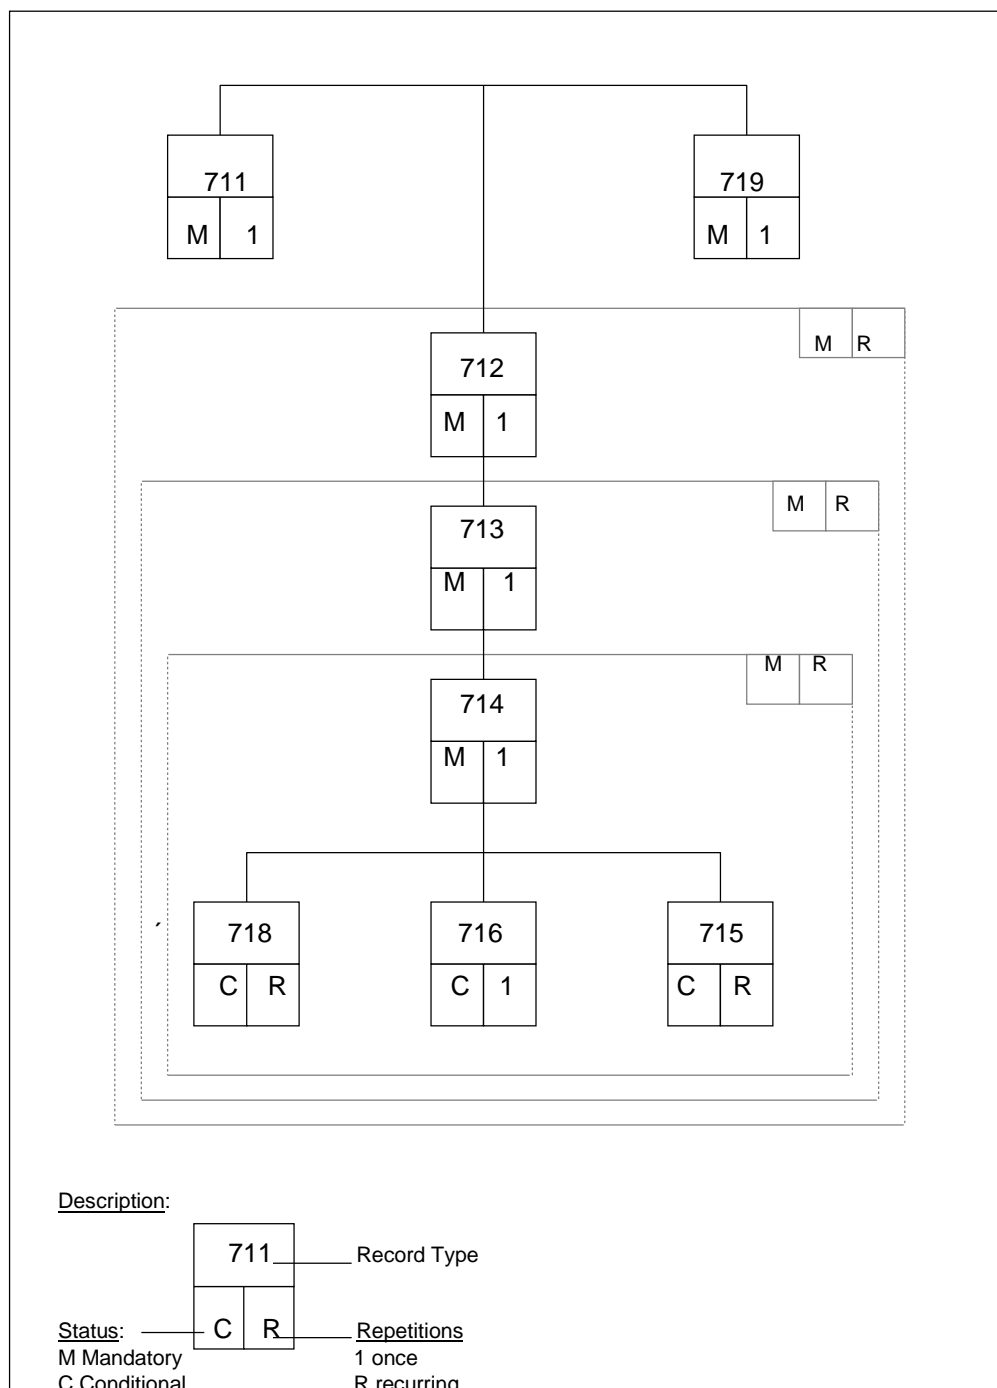 711 719
M 1 M 1
M R
712
M 1
M R
713
M 1
M R
714
M 1
´ 718 716 715
C R C 1 C R
Description:
711 Record Type
Status: C R Repetitions
M Mandatory 1 once
C Conditional R recurring